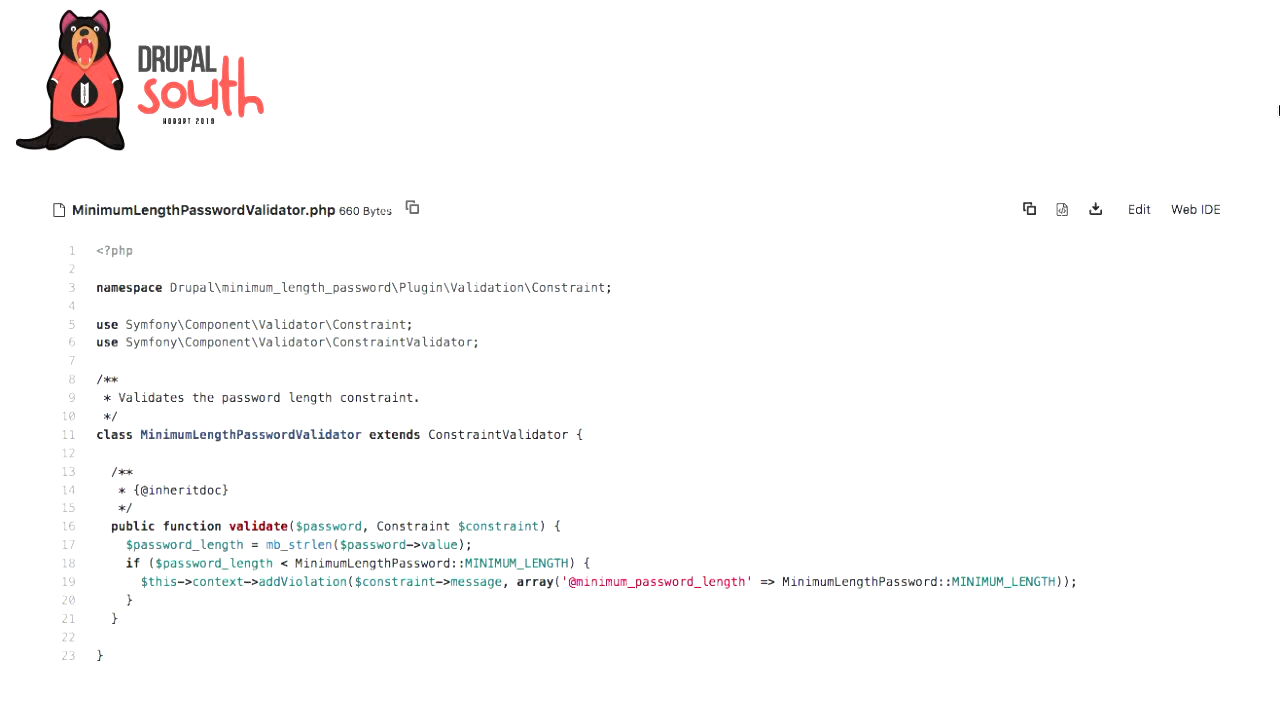 DRUPAL
south
HOBART 2019
MinimumLengthPasswordValidator.php 660 Bytes
Edit Web IDE
1 <?php
2
3 namespace Drupal\minimum_length_password\Plugin\Validation\Constraint;
4
5 use Symfony\Component\Validator\Constraint;
6 use Symfony\Component\Validator\ConstraintValidator;
7
8 /**
9 * Validates the password length constraint.
10 */
11 class MinimumLengthPasswordValidator extends ConstraintValidator {
12
13 /**
14 * {@inheritdoc}
15 */
16 public function validate($password, Constraint $constraint) {
17 $password_length = mb_strlen($password->value);
18 if ($password_length < MinimumLengthPassword::MINIMUM_LENGTH) {
19 $this->context->addViolation($constraint->message, array('@minimum_password_length' => MinimumLengthPassword::MINIMUM_LENGTH));
20 }
21 }
22
23 }